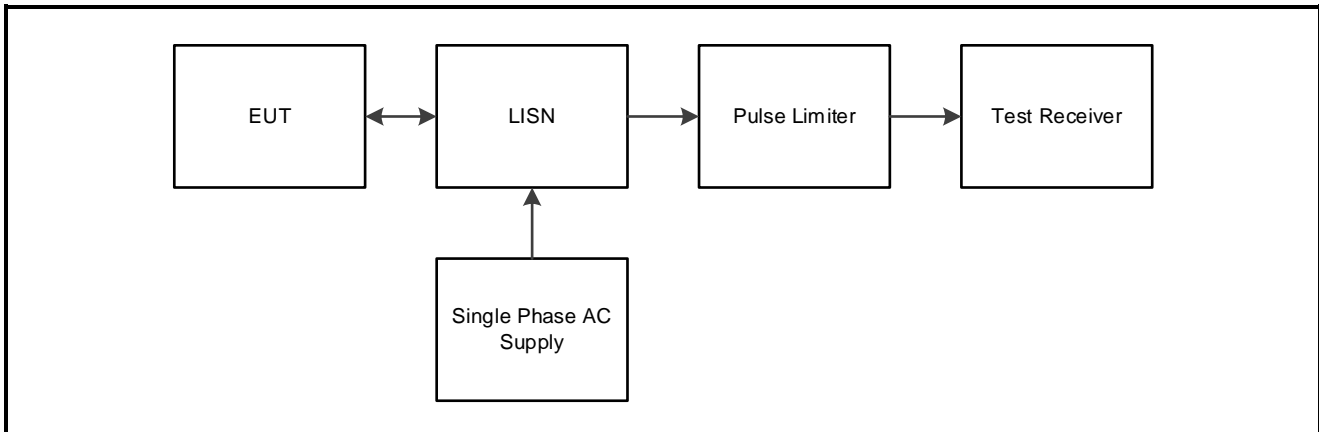 EUT
LISN
Pulse Limiter
Test Receiver
Single Phase AC
Supply